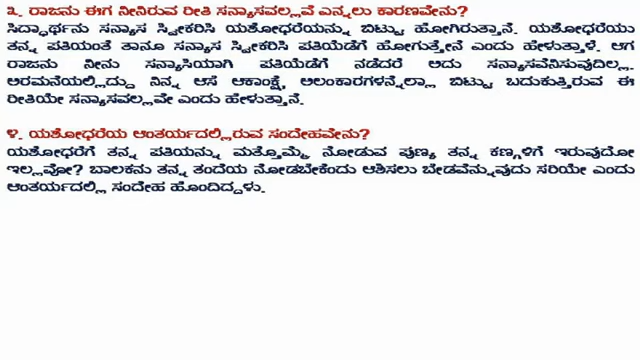 ೩. ರಾಜನು ಈಗ ನೀನಿರುವ ರೀತಿ ಸನ್ಯಾಸವಲ್ಲವೆ ಎನ್ನಲು ಕಾರಣವೇನು?
ಸಿದ್ಧಾರ್ಥನು ಸನ್ಯಾಸ ಸ್ವೀಕರಿಸಿ ಯಶೋಧರೆಯನ್ನು ಬಿಟ್ಟು ಹೋಗಿರುತ್ತಾನೆ. ಯಶೋಧರೆಯು
ತನ್ನ ಪತಿಯಂತೆ ತಾನೂ ಸನ್ಯಾಸ ಸ್ವೀಕರಿಸಿ ಪತಿಯೆಡೆಗೆ ಹೋಗುತ್ತೇನೆ ಎಂದು ಹೇಳುತ್ತಾಳೆ. ಆಗ
ರಾಜನು ನೀನು ಸನ್ಯಾಸಿಯಾಗಿ ಪತಿಯೆಡೆಗೆ ನಡೆದರೆ ಅದು ಸನ್ಯಾಸವೆನಿಸುವುದಿಲ್ಲ.
ಅರಮನೆಯಲ್ಲಿದ್ದು ನಿನ್ನ ಆಸೆ ಆಕಾಂಕ್ಷೆ, ಅಲಂಕಾರಗಳನ್ನೆಲ್ಲಾ ಬಿಟ್ಟು ಬದುಕುತ್ತಿರುವ ಈ
ರೀತಿಯೇ ಸನ್ಯಾಸವಲ್ಲವೇ ಎಂದು ಹೇಳುತ್ತಾನೆ.
೪. ಯಶೋಧರೆಯ ಆಂತರ್ಯದಲ್ಲಿರುವ ಸಂದೇಹವೇನು?
ಯಶೋಧರೆಗೆ ತನ್ನ ಪತಿಯನ್ನು ಮತ್ತೊಮ್ಮೆ ನೋಡುವ ಪುಣ್ಯ ತನ್ನ ಕಣ್ಗಳಿಗೆ ಇರುವುದೋ
ಇಲ್ಲವೋ? ಬಾಲಕನು ತನ್ನ ತಂದೆಯ ನೋಡಬೇಕೆಂದು ಆಶಿಸಲು ಬೇಡವೆನ್ನುವುದು ಸರಿಯೇ ಎಂದು
ಆಂತರ್ಯದಲ್ಲಿ ಸಂದೇಹ ಹೊಂದಿದ್ದಳು.